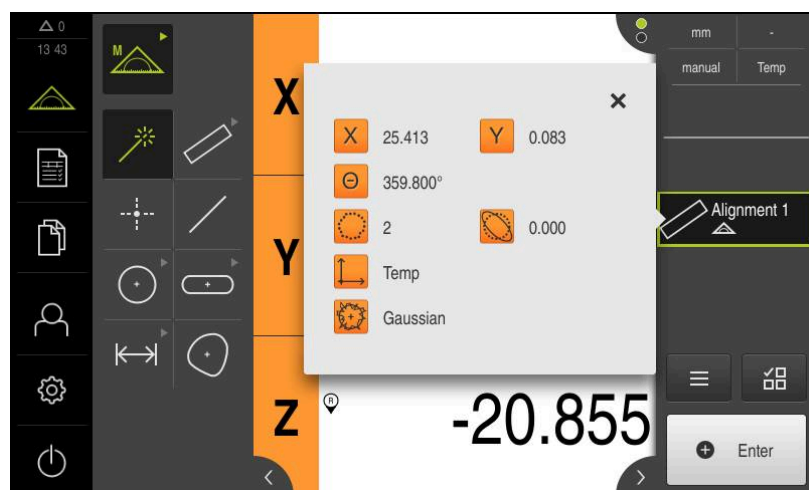 0
13 43
M
X
Y
Z
X 25.413 Y 0.083
Θ 359.800°
2 0.000
Temp
Gaussian
R
-20.855
mm -
manual Temp
Alignment 1
Enter